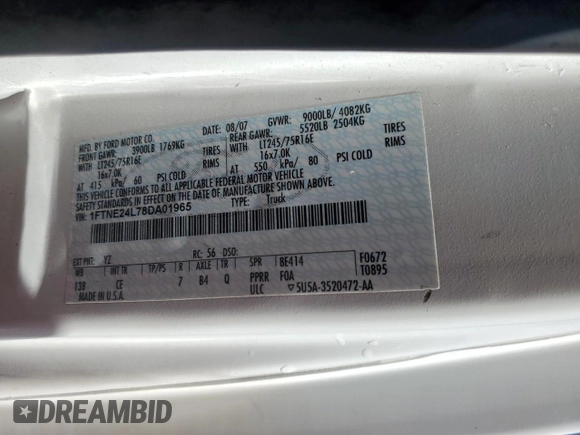 MFD. BY FORD MOTOR CO.
DATE: 08/07 GVWR: 9000LB/ 4082KG
FRONT GAWR: 3900LB 1769KG REAR GAWR: 5520LB 2504KG
WITH LT245/75R16E TIRES WITH LT245/75R16E TIRES
16x7.0K RIMS 16x7.0K RIMS
AT 415 kPa/ 60 PSI COLD AT 550 kPa/ 80 PSI COLD
THIS VEHICLE CONFORMS TO ALL APPLICABLE FEDERAL MOTOR VEHICLE
SAFETY STANDARDS IN EFFECT ON THE DATE OF MANUFACTURE SHOWN ABOVE.
VIN: 1FTNE24L78DA01965 TYPE: Truck
EXT PNT: YZ RC: 56 DSO: F0672
WB INT TR TP/PS R AXLE TR SPR BE414 T0895
138 CE 7 B4 Q PPRR FOA
MADE IN U.S.A. ULC 5U5A-3520472-AA
DREAMBID